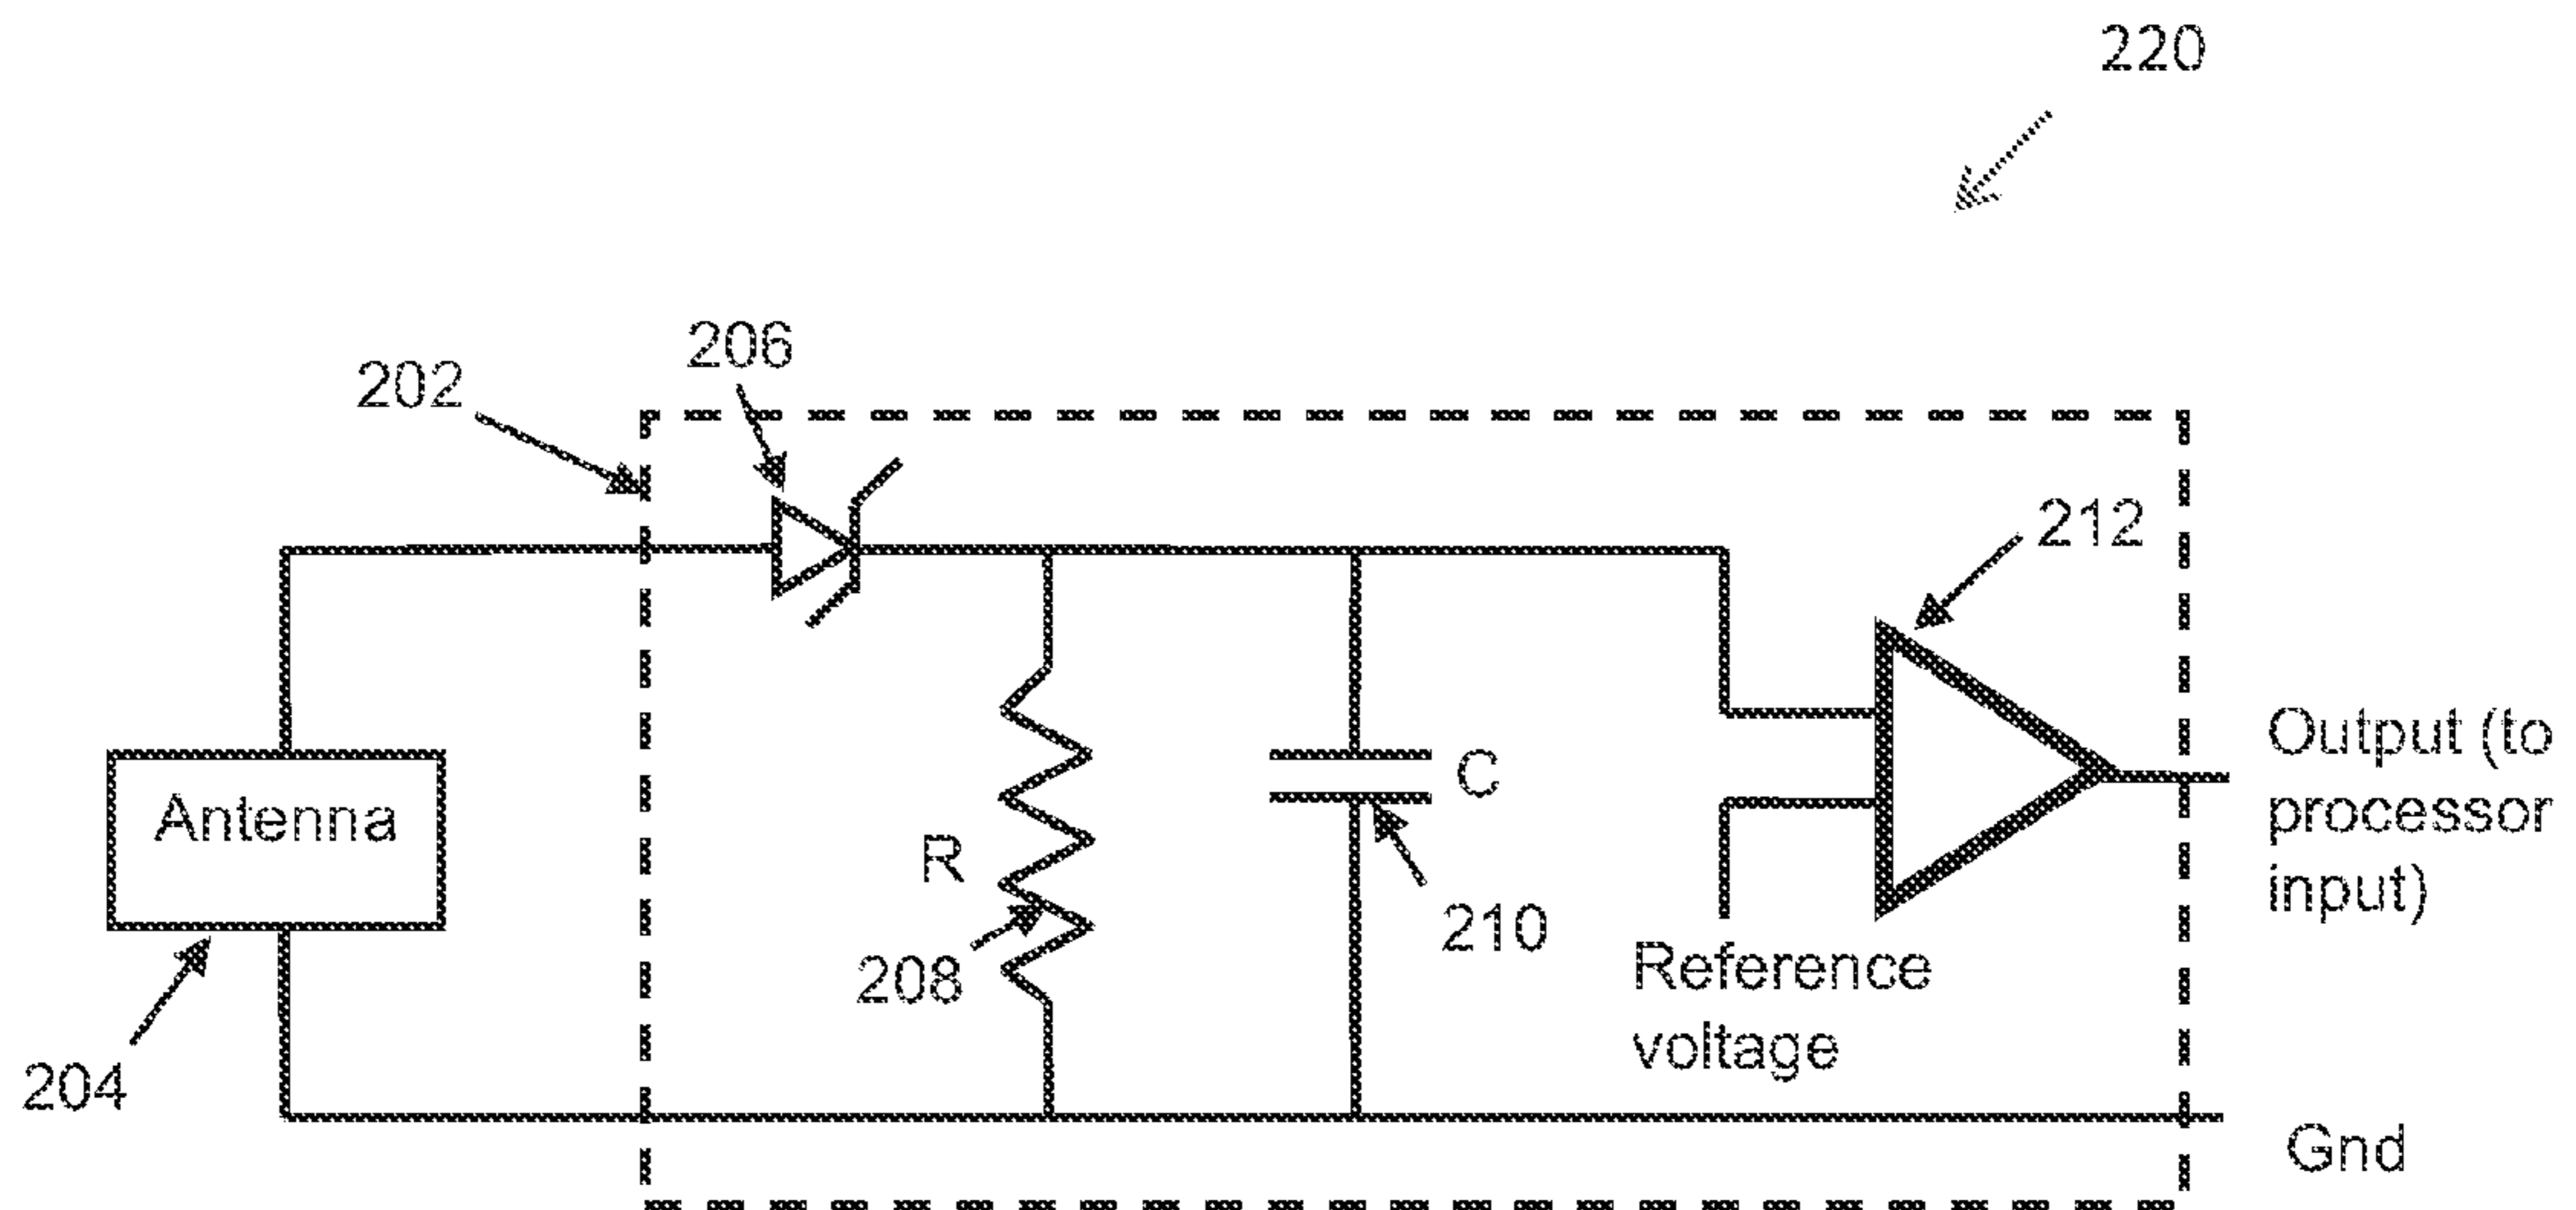 220
206
202
212
Antenna
C
Output (to
processor
input)
R
210
208
Reference
voltage
204
Gnd